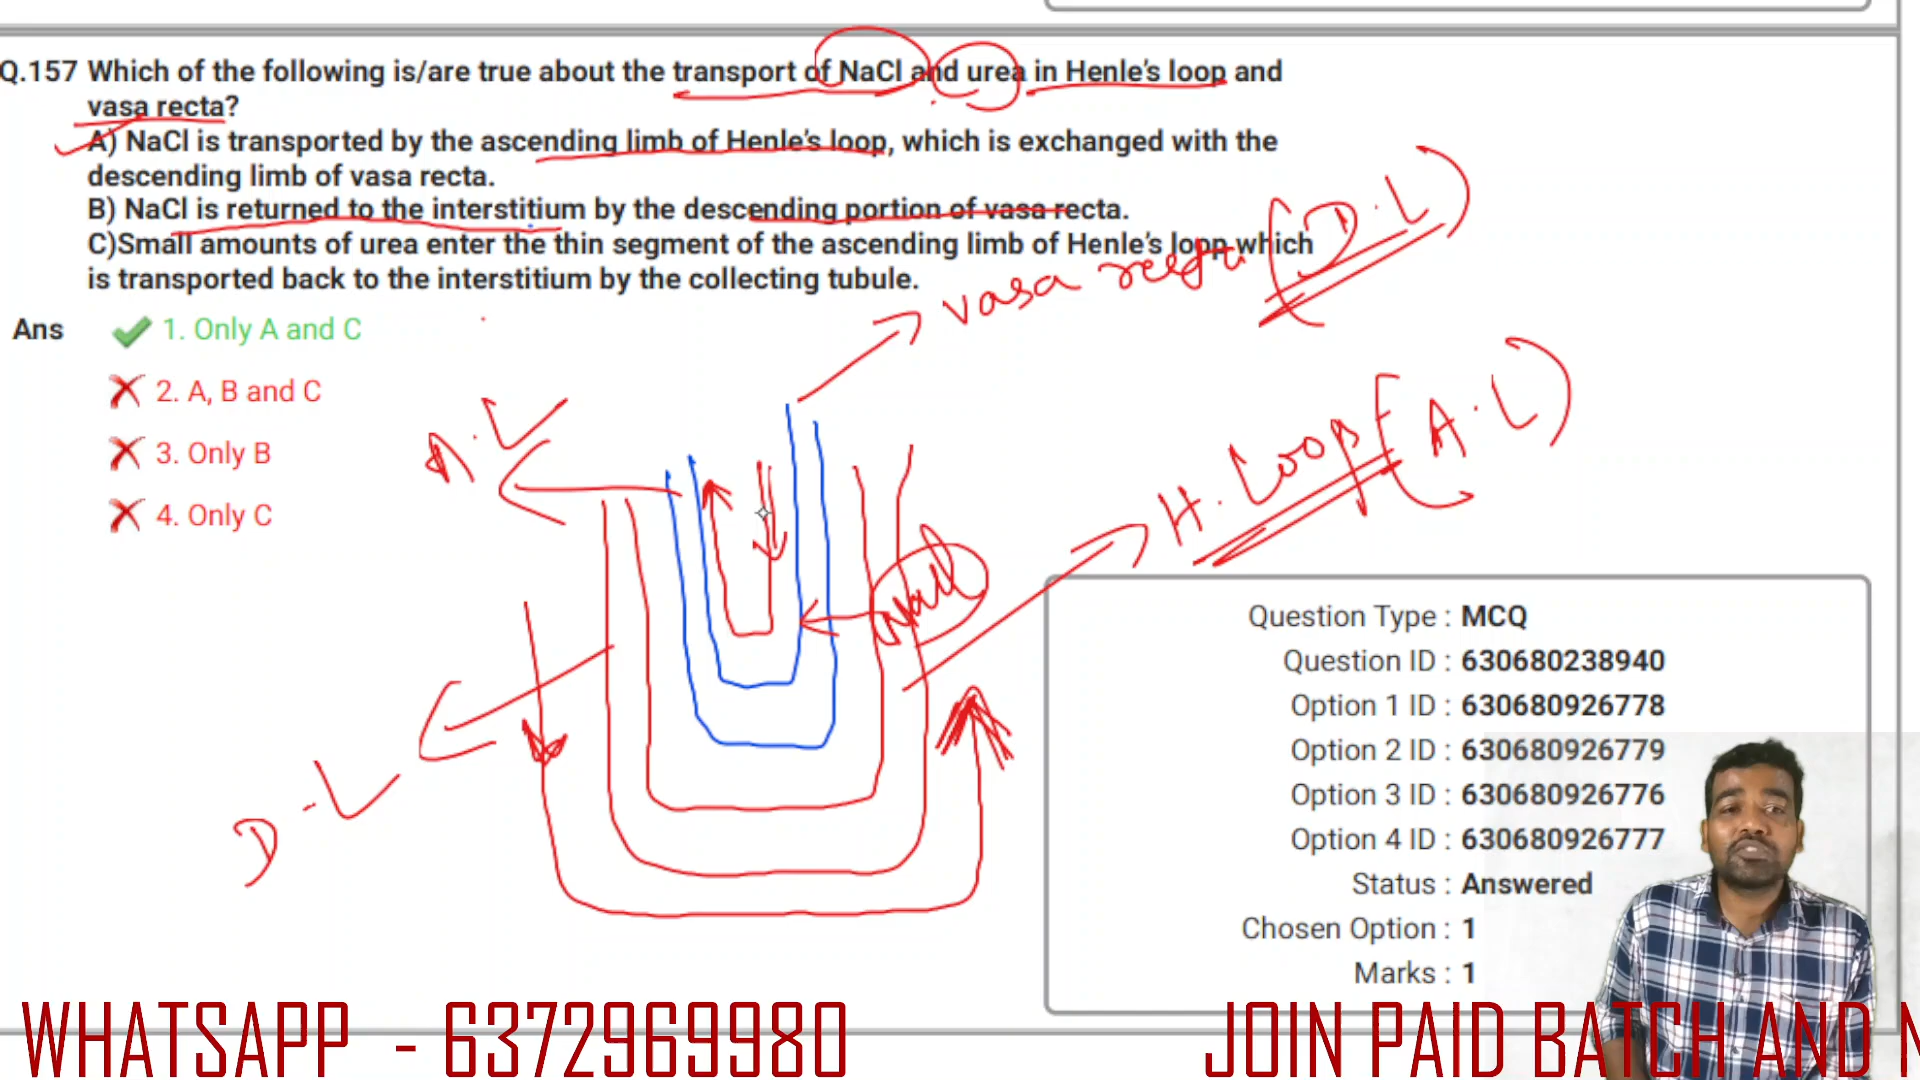 Q.157 Which of the following is/are true about the transport of NaCl and urea in Henle's loop and
vasa recta?
A) NaCl is transported by the ascending limb of Henle's loop, which is exchanged with the
descending limb of vasa recta.
B) NaCl is returned to the interstitium by the descending portion of vasa recta.
C)Small amounts of urea enter the thin segment of the ascending limb of Henle's loop which
is transported back to the interstitium by the collecting tubule.
Ans 1. Only A and C
2. A, B and C
3. Only B
4. Only C
vasa recta (D.L)
H. Loop (A.L)
A.L
NaCl
D-L
Question Type : MCQ
Question ID : 630680238940
Option 1 ID : 630680926778
Option 2 ID : 630680926779
Option 3 ID : 630680926776
Option 4 ID : 630680926777
Status : Answered
Chosen Option : 1
Marks : 1
WHATSAPP - 6372969980
JOIN PAID BATCH AND